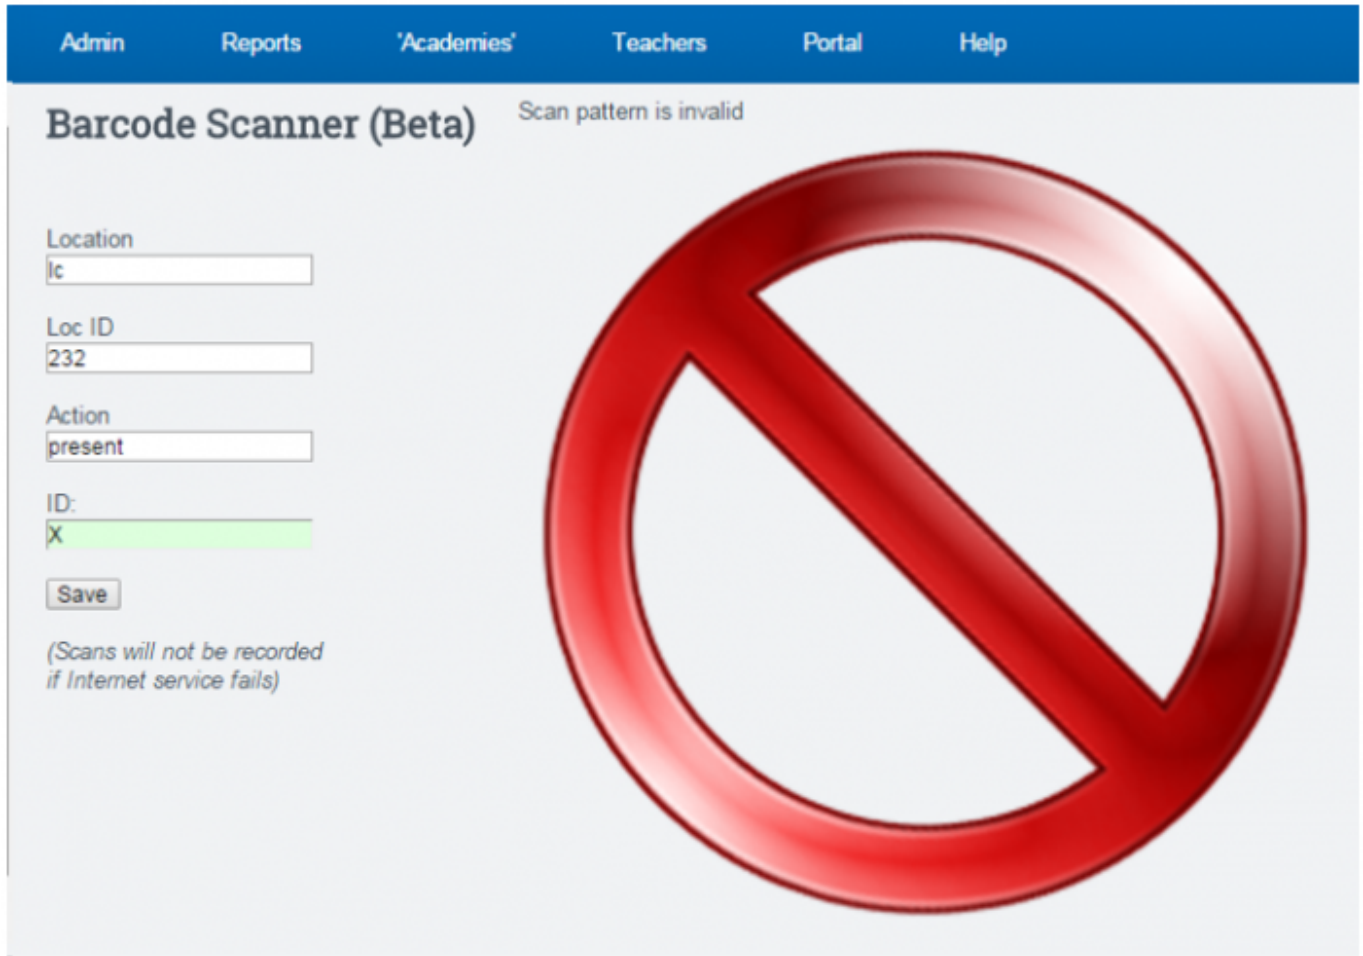 Admin Reports 'Academies' Teachers Portal Help
Barcode Scanner (Beta)
Scan pattern is invalid
Location
lc
Loc ID
232
Action
present
ID:
X
Save
(Scans will not be recorded
if Internet service fails)